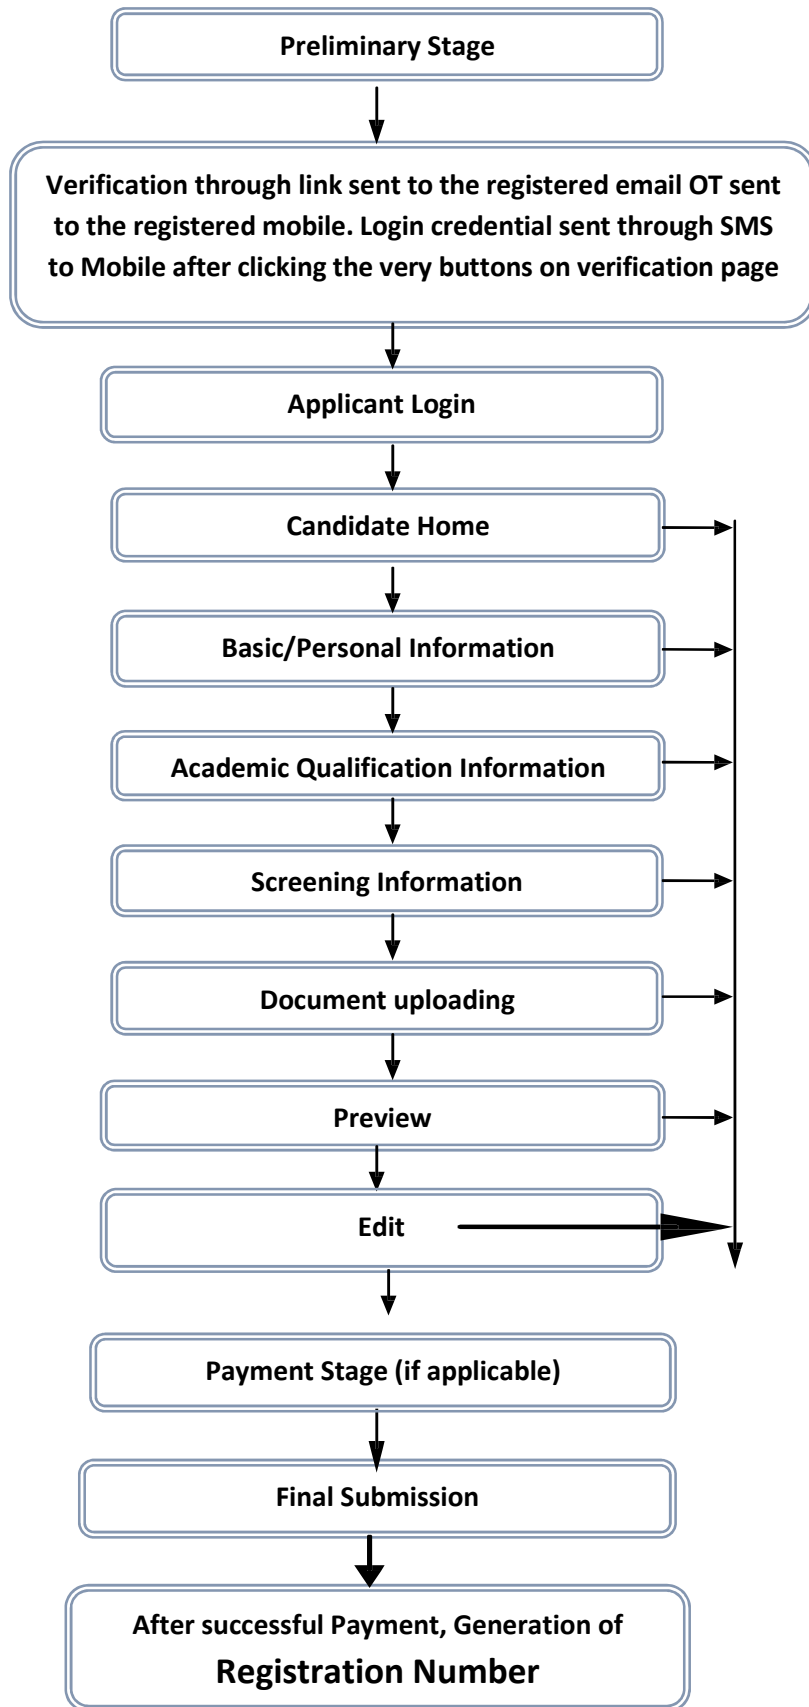 Preliminary Stage
Verification through link sent to the registered email OT sent
to the registered mobile. Login credential sent through SMS
to Mobile after clicking the very buttons on verification page
Applicant Login
Candidate Home
Basic/Personal Information
Academic Qualification Information
Screening Information
Document uploading
Preview
Edit
Payment Stage (if applicable)
Final Submission
After successful Payment, Generation of
Registration Number